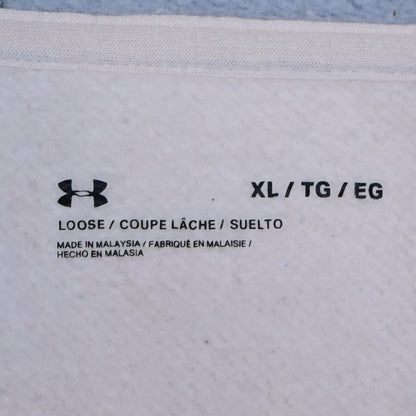 XL / TG / EG
LOOSE / COUPE LÂCHE / SUELTO
MADE IN MALAYSIA / FABRIQUÉ EN MALAISIE /
HECHO EN MALASIA